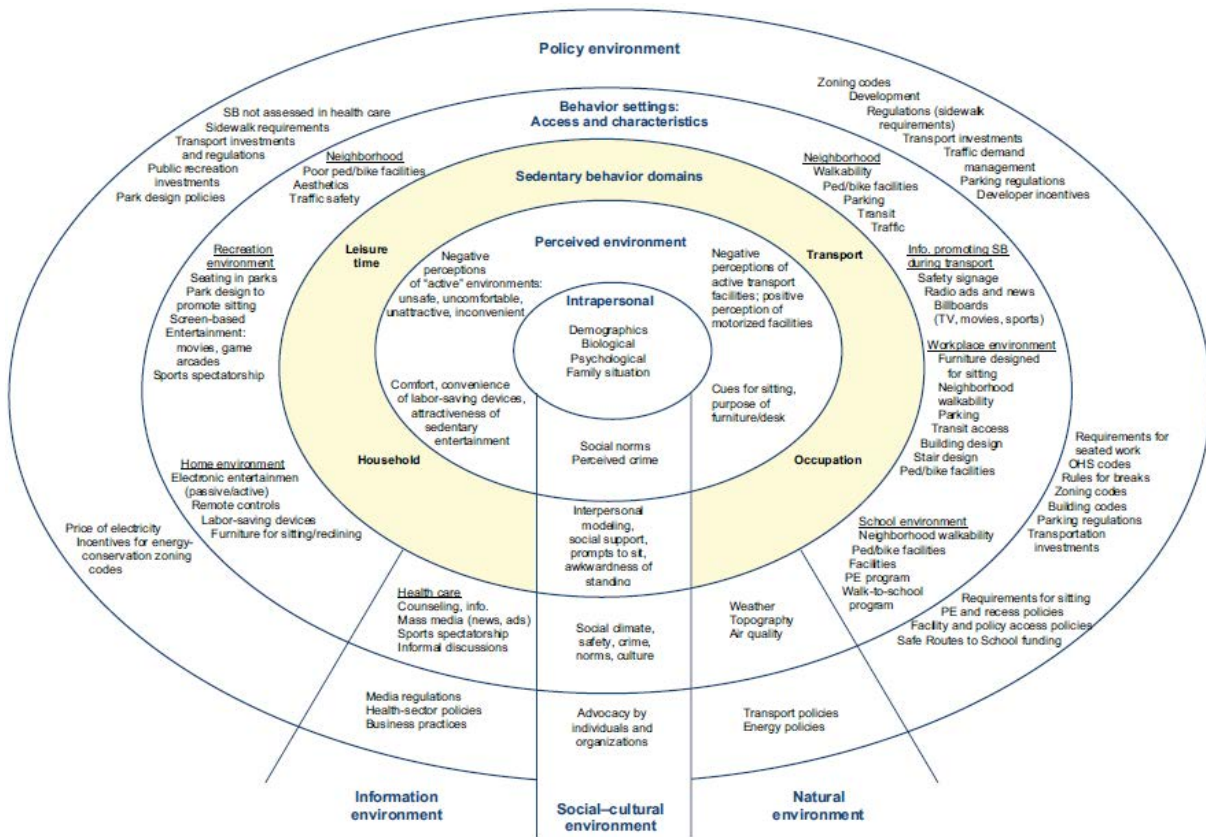 Policy environment
SB not assessed in health care
Sidewalk requirements
Transport investments
and regulations
Public recreation
investments
Park design policies
Zoning codes
Development
Regulations (sidewalk
requirements)
Transport investments
Traffic demand
management
Parking regulations
Developer incentives
Behavior settings:
Access and characteristics
Neighborhood
Poor ped/bike facilities
Aesthetics
Traffic safety
Neighborhood
Walkability
Ped/bike facilities
Parking
Transit
Traffic
Sedentary behavior domains
Leisure
time
Transport
Perceived environment
Negative
perceptions
of "active" environments:
unsafe, uncomfortable,
unattractive, inconvenient
Negative
perceptions of
active transport
facilities; positive
perception of
motorized facilities
Intrapersonal
Demographics
Biological
Psychological
Family situation
Recreation
environment
Seating in parks
Park design to
promote sitting
Screen-based
Entertainment:
movies, game
arcades
Sports spectatorship
Info. promoting SB
during transport
Safety signage
Radio ads and news
Billboards
(TV, movies, sports)
Workplace environment
Furniture designed
for sitting
Neighborhood
walkability
Parking
Transit access
Building design
Stair design
Ped/bike facilities
Comfort, convenience
of labor-saving devices,
attractiveness of
sedentary
entertainment
Cues for sitting,
purpose of
furniture/desk
Social norms
Perceived crime
Household
Occupation
Home environment
Electronic entertainmen
(passive/active)
Remote controls
Labor-saving devices
Furniture for sitting/reclining
Price of electricity
Incentives for energy-
conservation zoning
codes
Requirements for
seated work
OHS codes
Rules for breaks
Zoning codes
Building codes
Parking regulations
Transportation
investments
Interpersonal
modeling,
social support,
prompts to sit,
awkwardness of
standing
School environment
Neighborhood walkability
Ped/bike facilities
Facilities
PE program
Walk-to-school
program
Requirements for sitting
PE and recess policies
Facility and policy access policies
Safe Routes to School funding
Health care
Counseling, info.
Mass media (news, ads)
Sports spectatorship
Informal discussions
Social climate,
safety, crime,
norms, culture
Weather
Topography
Air quality
Media regulations
Health-sector policies
Business practices
Advocacy by
individuals and
organizations
Transport policies
Energy policies
Information
environment
Social–cultural
environment
Natural
environment